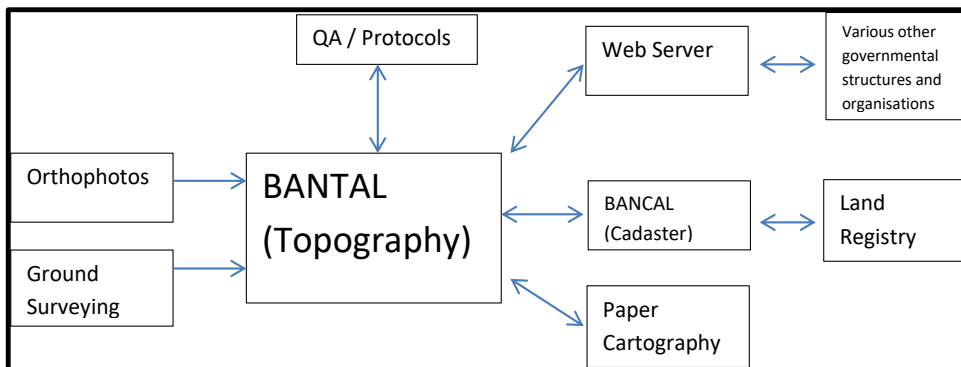 QA / Protocols
Web Server
Various other
governmental
structures and
organisations
Orthophotos
BANTAL
(Topography)
BANCAL
(Cadaster)
Land
Registry
Ground
Surveying
Paper
Cartography